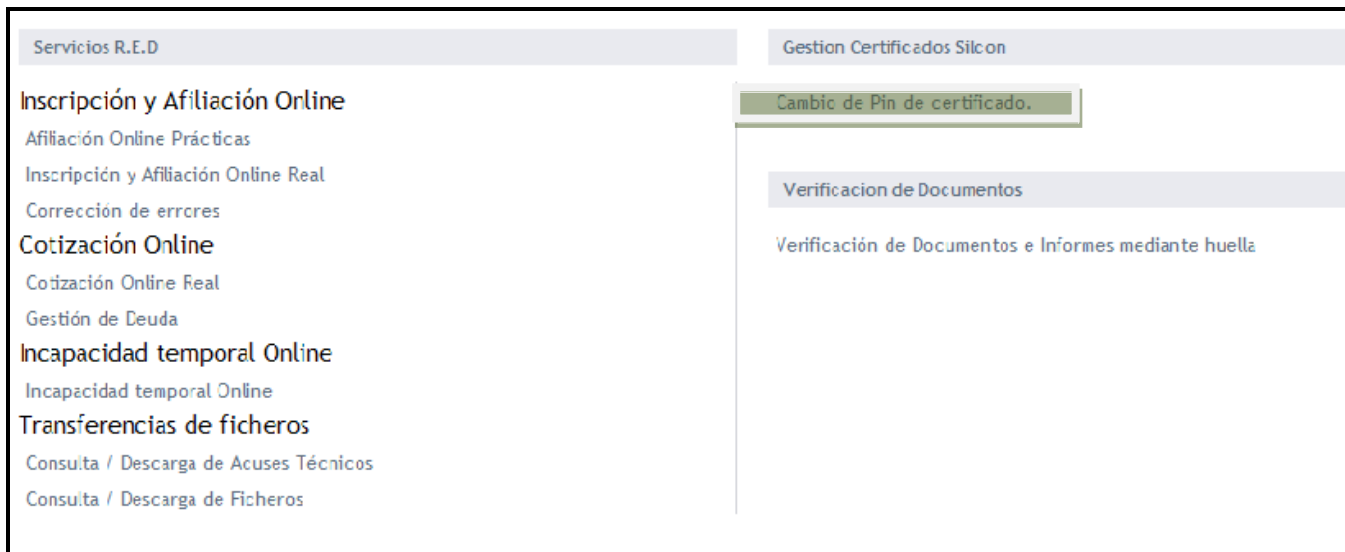 Servicios R.E.D
Inscripción y Afiliación Online
Afiliación Online Prácticas
Inscripción y Afiliación Online Real
Corrección de errores
Cotización Online
Cotización Online Real
Gestión de Deuda
Incapacidad temporal Online
Incapacidad temporal Online
Transferencias de ficheros
Consulta / Descarga de Acuses Técnicos
Consulta / Descarga de Ficheros
Gestion Certificados Silcon
Cambio de Pin de certificado.
Verificacion de Documentos
Verificación de Documentos e Informes mediante huella